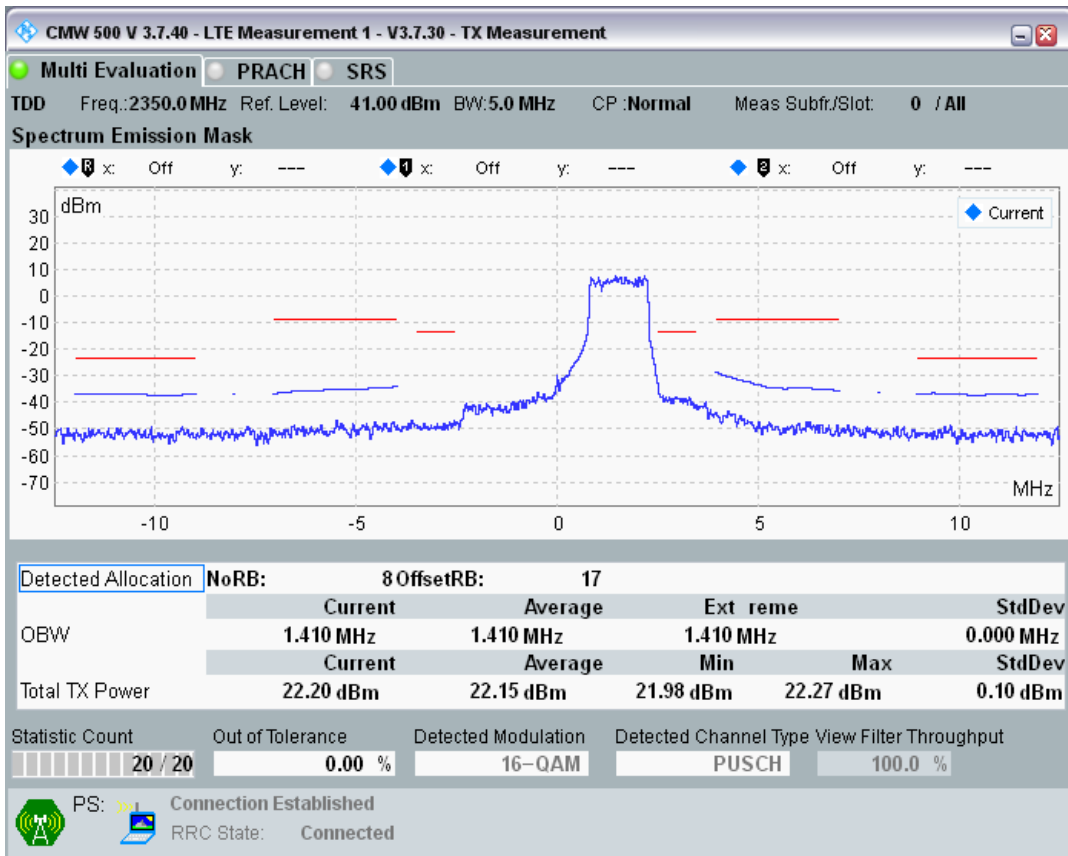 CMW 500 V 3.7.40 - LTE Measurement 1 - V3.7.30 - TX Measurement
Multi Evaluation PRACH SRS
TDD Freq.:2350.0 MHz Ref. Level: 41.00 dBm BW:5.0 MHz CP :Normal Meas Subfr./Slot: 0 / All
Spectrum Emission Mask
R x: Off y: --- 1 x: Off y: --- 2 x: Off y: ---
dBm
Current
30
20
10
0
-10
-20
-30
-40
-50
-60
-70
MHz
-10 -5 0 5 10
Detected Allocation NoRB: 8 OffsetRB: 17
Current Average Ext reme StdDev
OBW 1.410 MHz 1.410 MHz 1.410 MHz 0.000 MHz
Current Average Min Max StdDev
Total TX Power 22.20 dBm 22.15 dBm 21.98 dBm 22.27 dBm 0.10 dBm
Statistic Count Out of Tolerance Detected Modulation Detected Channel Type View Filter Throughput
20 / 20 0.00 % 16-QAM PUSCH 100.0 %
PS: Connection Established
RRC State: Connected